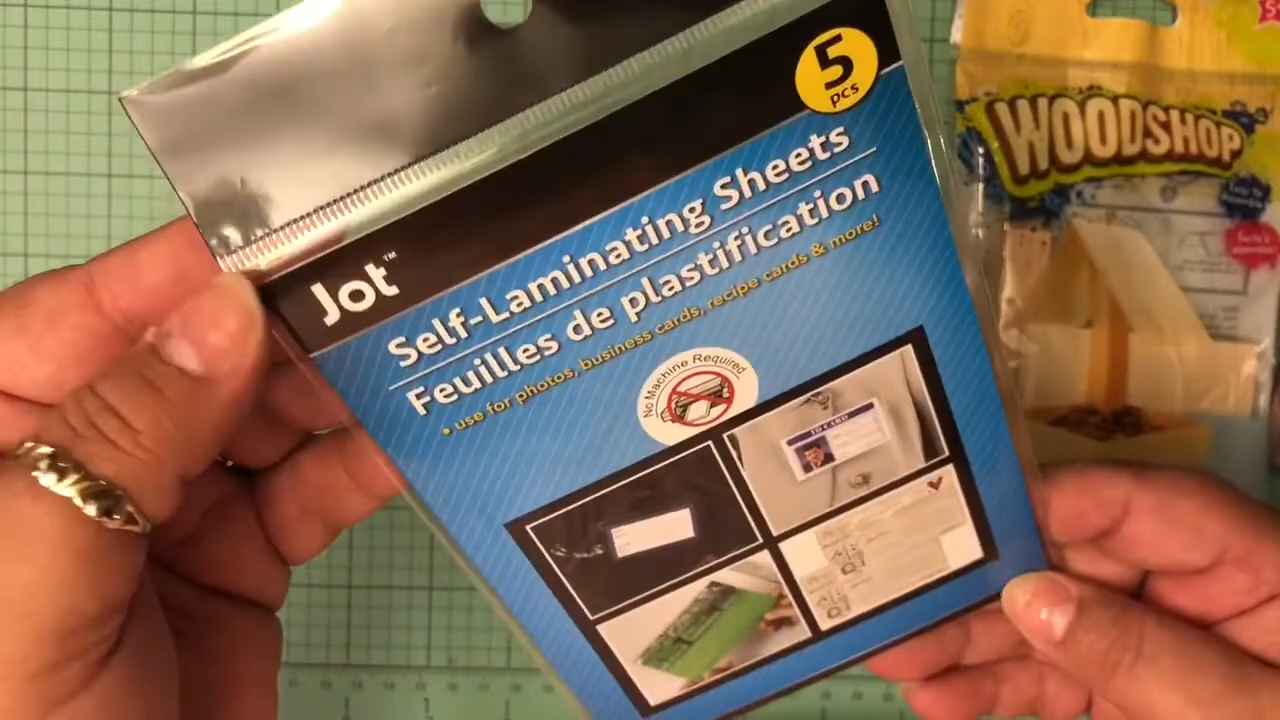 5
pcs
Jot™
Self-Laminating Sheets
Feuilles de plastification
• use for photos, business cards, recipe cards & more!
No Machine Required
ID CARD
WOODSHOP